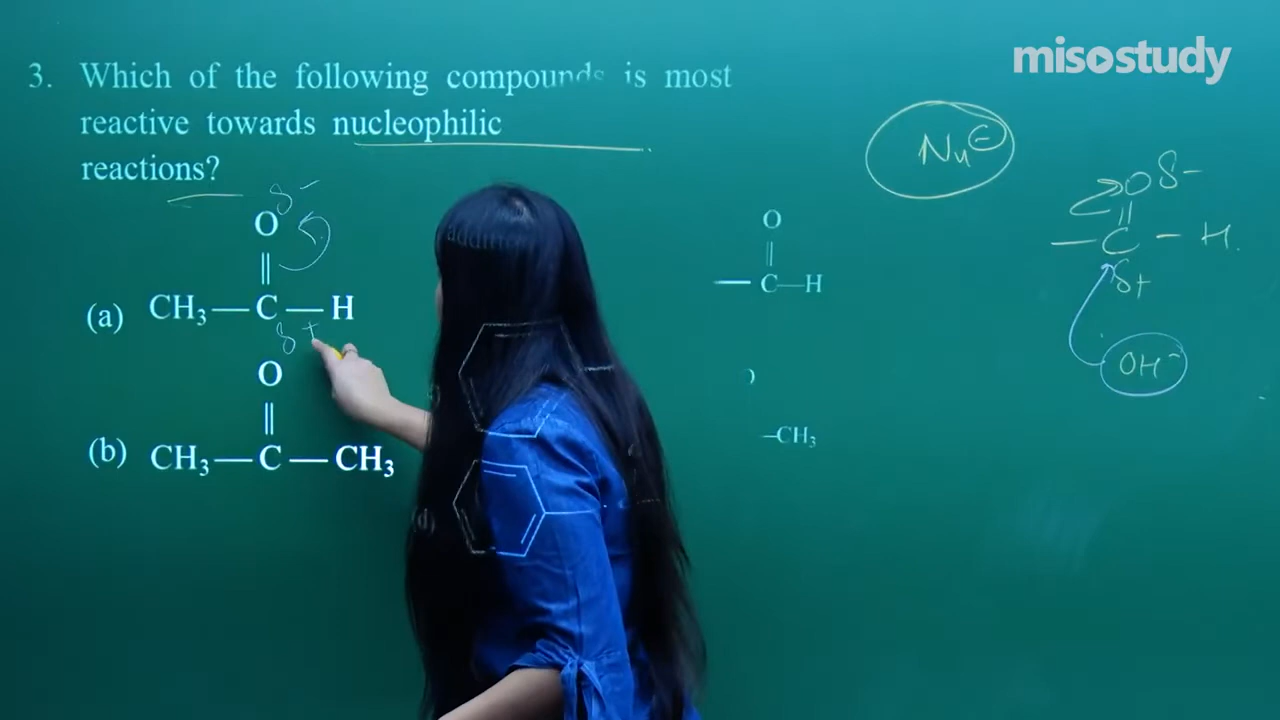 misostudy
3. Which of the following compounds is most
reactive towards nucleophilic addition
reactions?
Nu⊖
O δ-
— C — H
δ+
OH⁻
O δ-
||
(a) CH₃—C—H
δ+
O
||
(b) CH₃—C—CH₃
O
||
—C—H
—CH₃